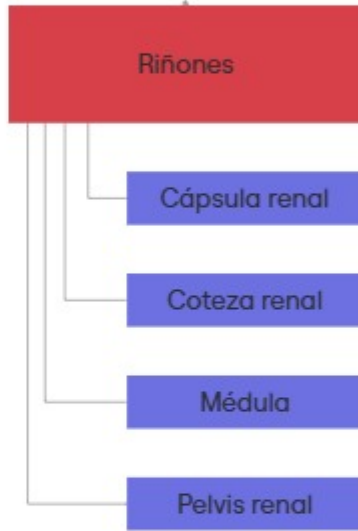 Riñones
Cápsula renal
Coteza renal
Médula
Pelvis renal